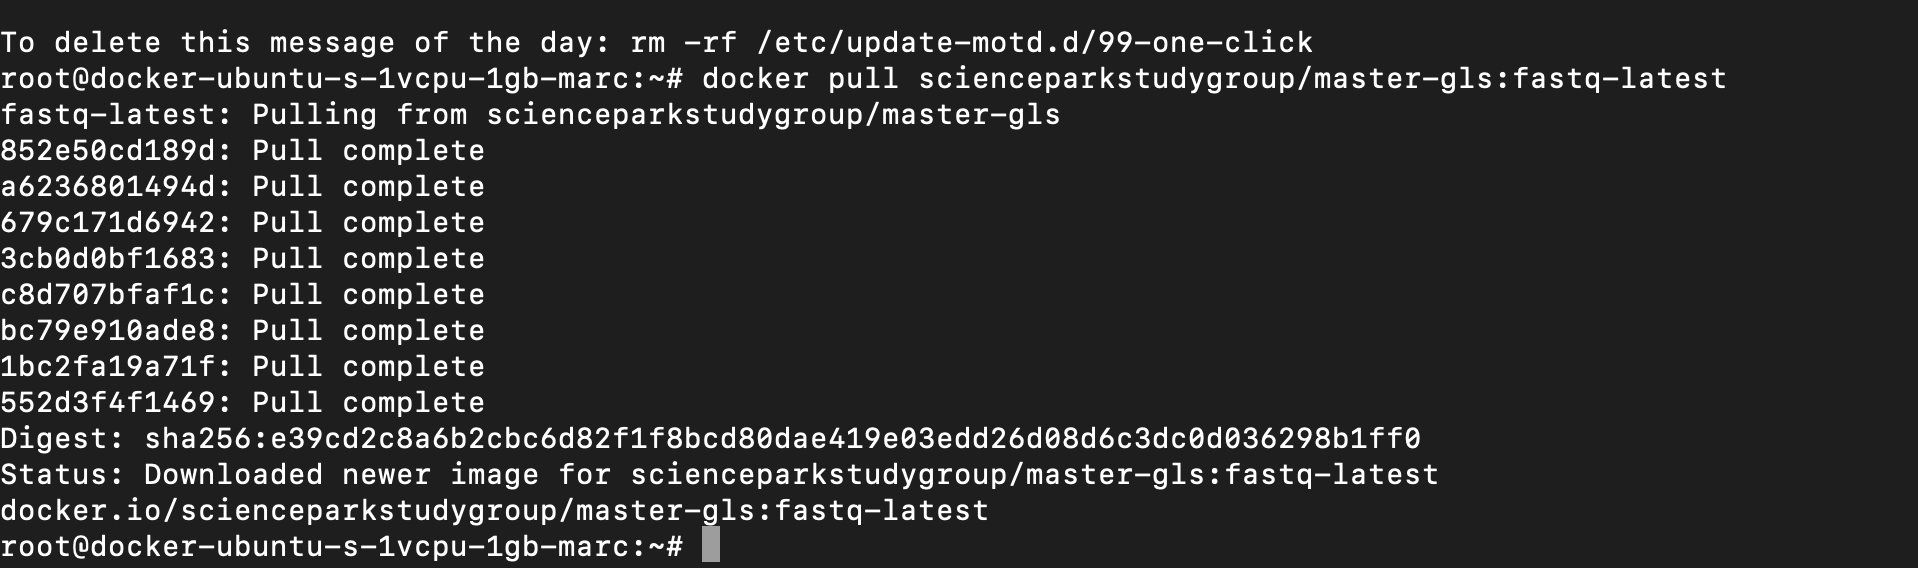 To delete this message of the day: rm -rf /etc/update-motd.d/99-one-click
root@docker-ubuntu-s-1vcpu-1gb-marc:~# docker pull scienceparkstudygroup/master-gls:fastq-latest
fastq-latest: Pulling from scienceparkstudygroup/master-gls
852e50cd189d: Pull complete
a6236801494d: Pull complete
679c171d6942: Pull complete
3cb0d0bf1683: Pull complete
c8d707bfaf1c: Pull complete
bc79e910ade8: Pull complete
1bc2fa19a71f: Pull complete
552d3f4f1469: Pull complete
Digest: sha256:e39cd2c8a6b2cbc6d82f1f8bcd80dae419e03edd26d08d6c3dc0d036298b1ff0
Status: Downloaded newer image for scienceparkstudygroup/master-gls:fastq-latest
docker.io/scienceparkstudygroup/master-gls:fastq-latest
root@docker-ubuntu-s-1vcpu-1gb-marc:~#